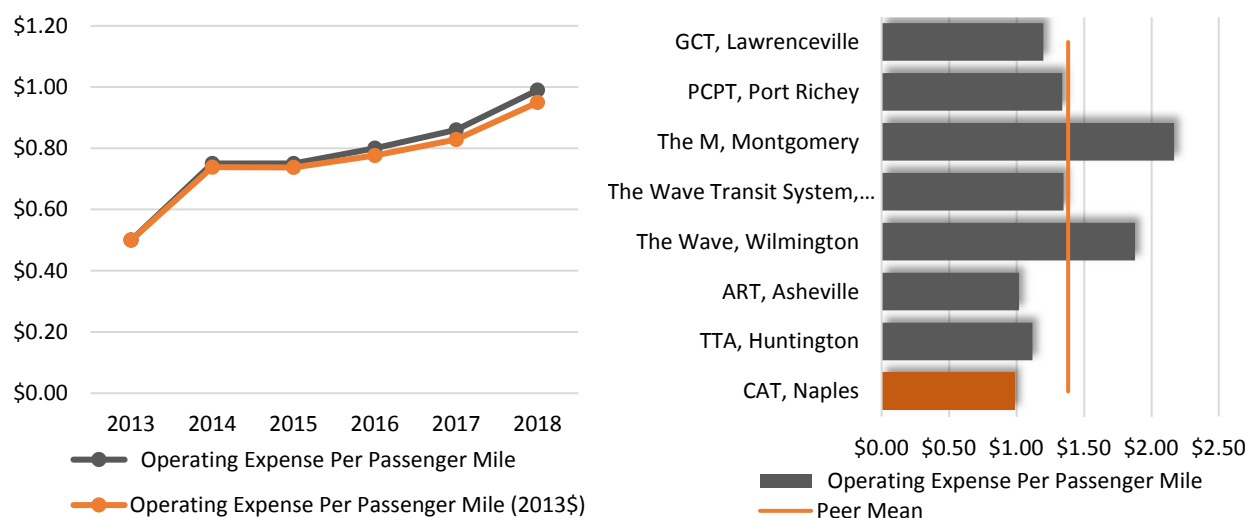 $1.20
$1.00
$0.80
$0.60
$0.40
$0.20
$0.00
2013 2014 2015 2016 2017 2018
Operating Expense Per Passenger Mile
Operating Expense Per Passenger Mile (2013$)
GCT, Lawrenceville
PCPT, Port Richey
The M, Montgomery
The Wave Transit System,...
The Wave, Wilmington
ART, Asheville
TTA, Huntington
CAT, Naples
$0.00 $0.50 $1.00 $1.50 $2.00 $2.50
Operating Expense Per Passenger Mile
Peer Mean